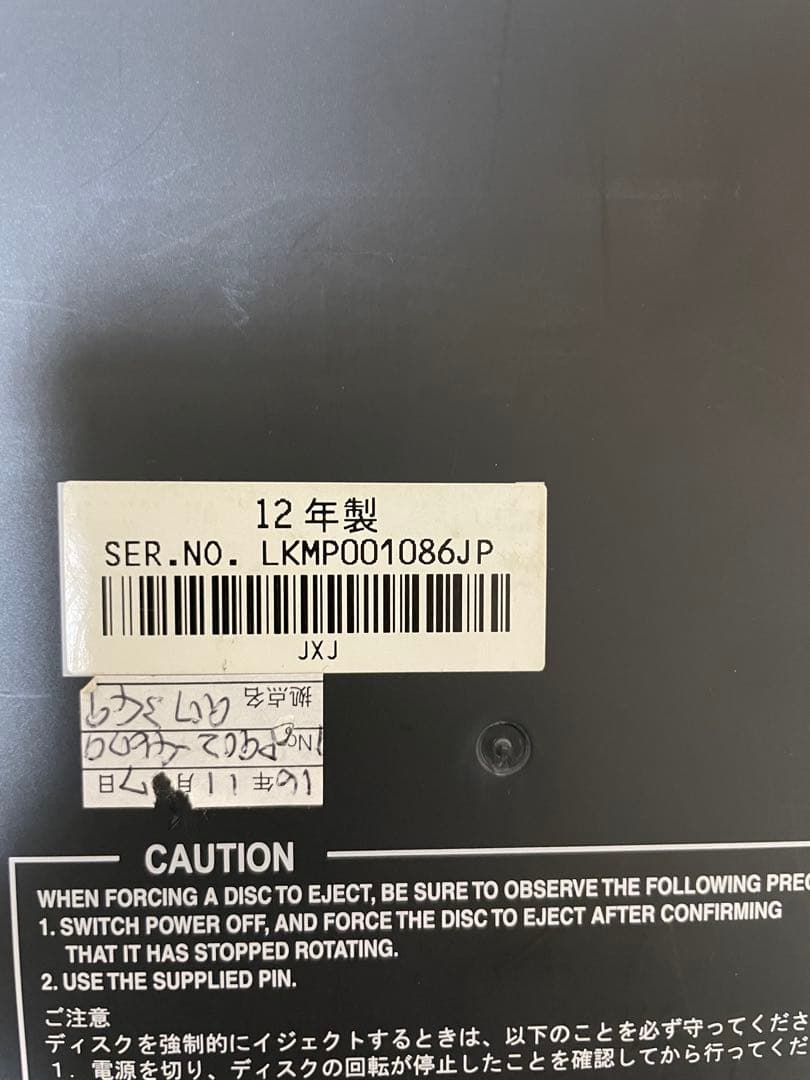 12年製
SER.NO. LKMP001086JP
JXJ
拠点名
No.
16年11月7日
CAUTION
WHEN FORCING A DISC TO EJECT, BE SURE TO OBSERVE THE FOLLOWING PREC
1. SWITCH POWER OFF, AND FORCE THE DISC TO EJECT AFTER CONFIRMING
THAT IT HAS STOPPED ROTATING.
2. USE THE SUPPLIED PIN.
ご注意
ディスクを強制的にイジェクトするときは、以下のことを必ず守ってくださ
1. 電源を切り、ディスクの回転が停止したことを確認してから行ってくだ